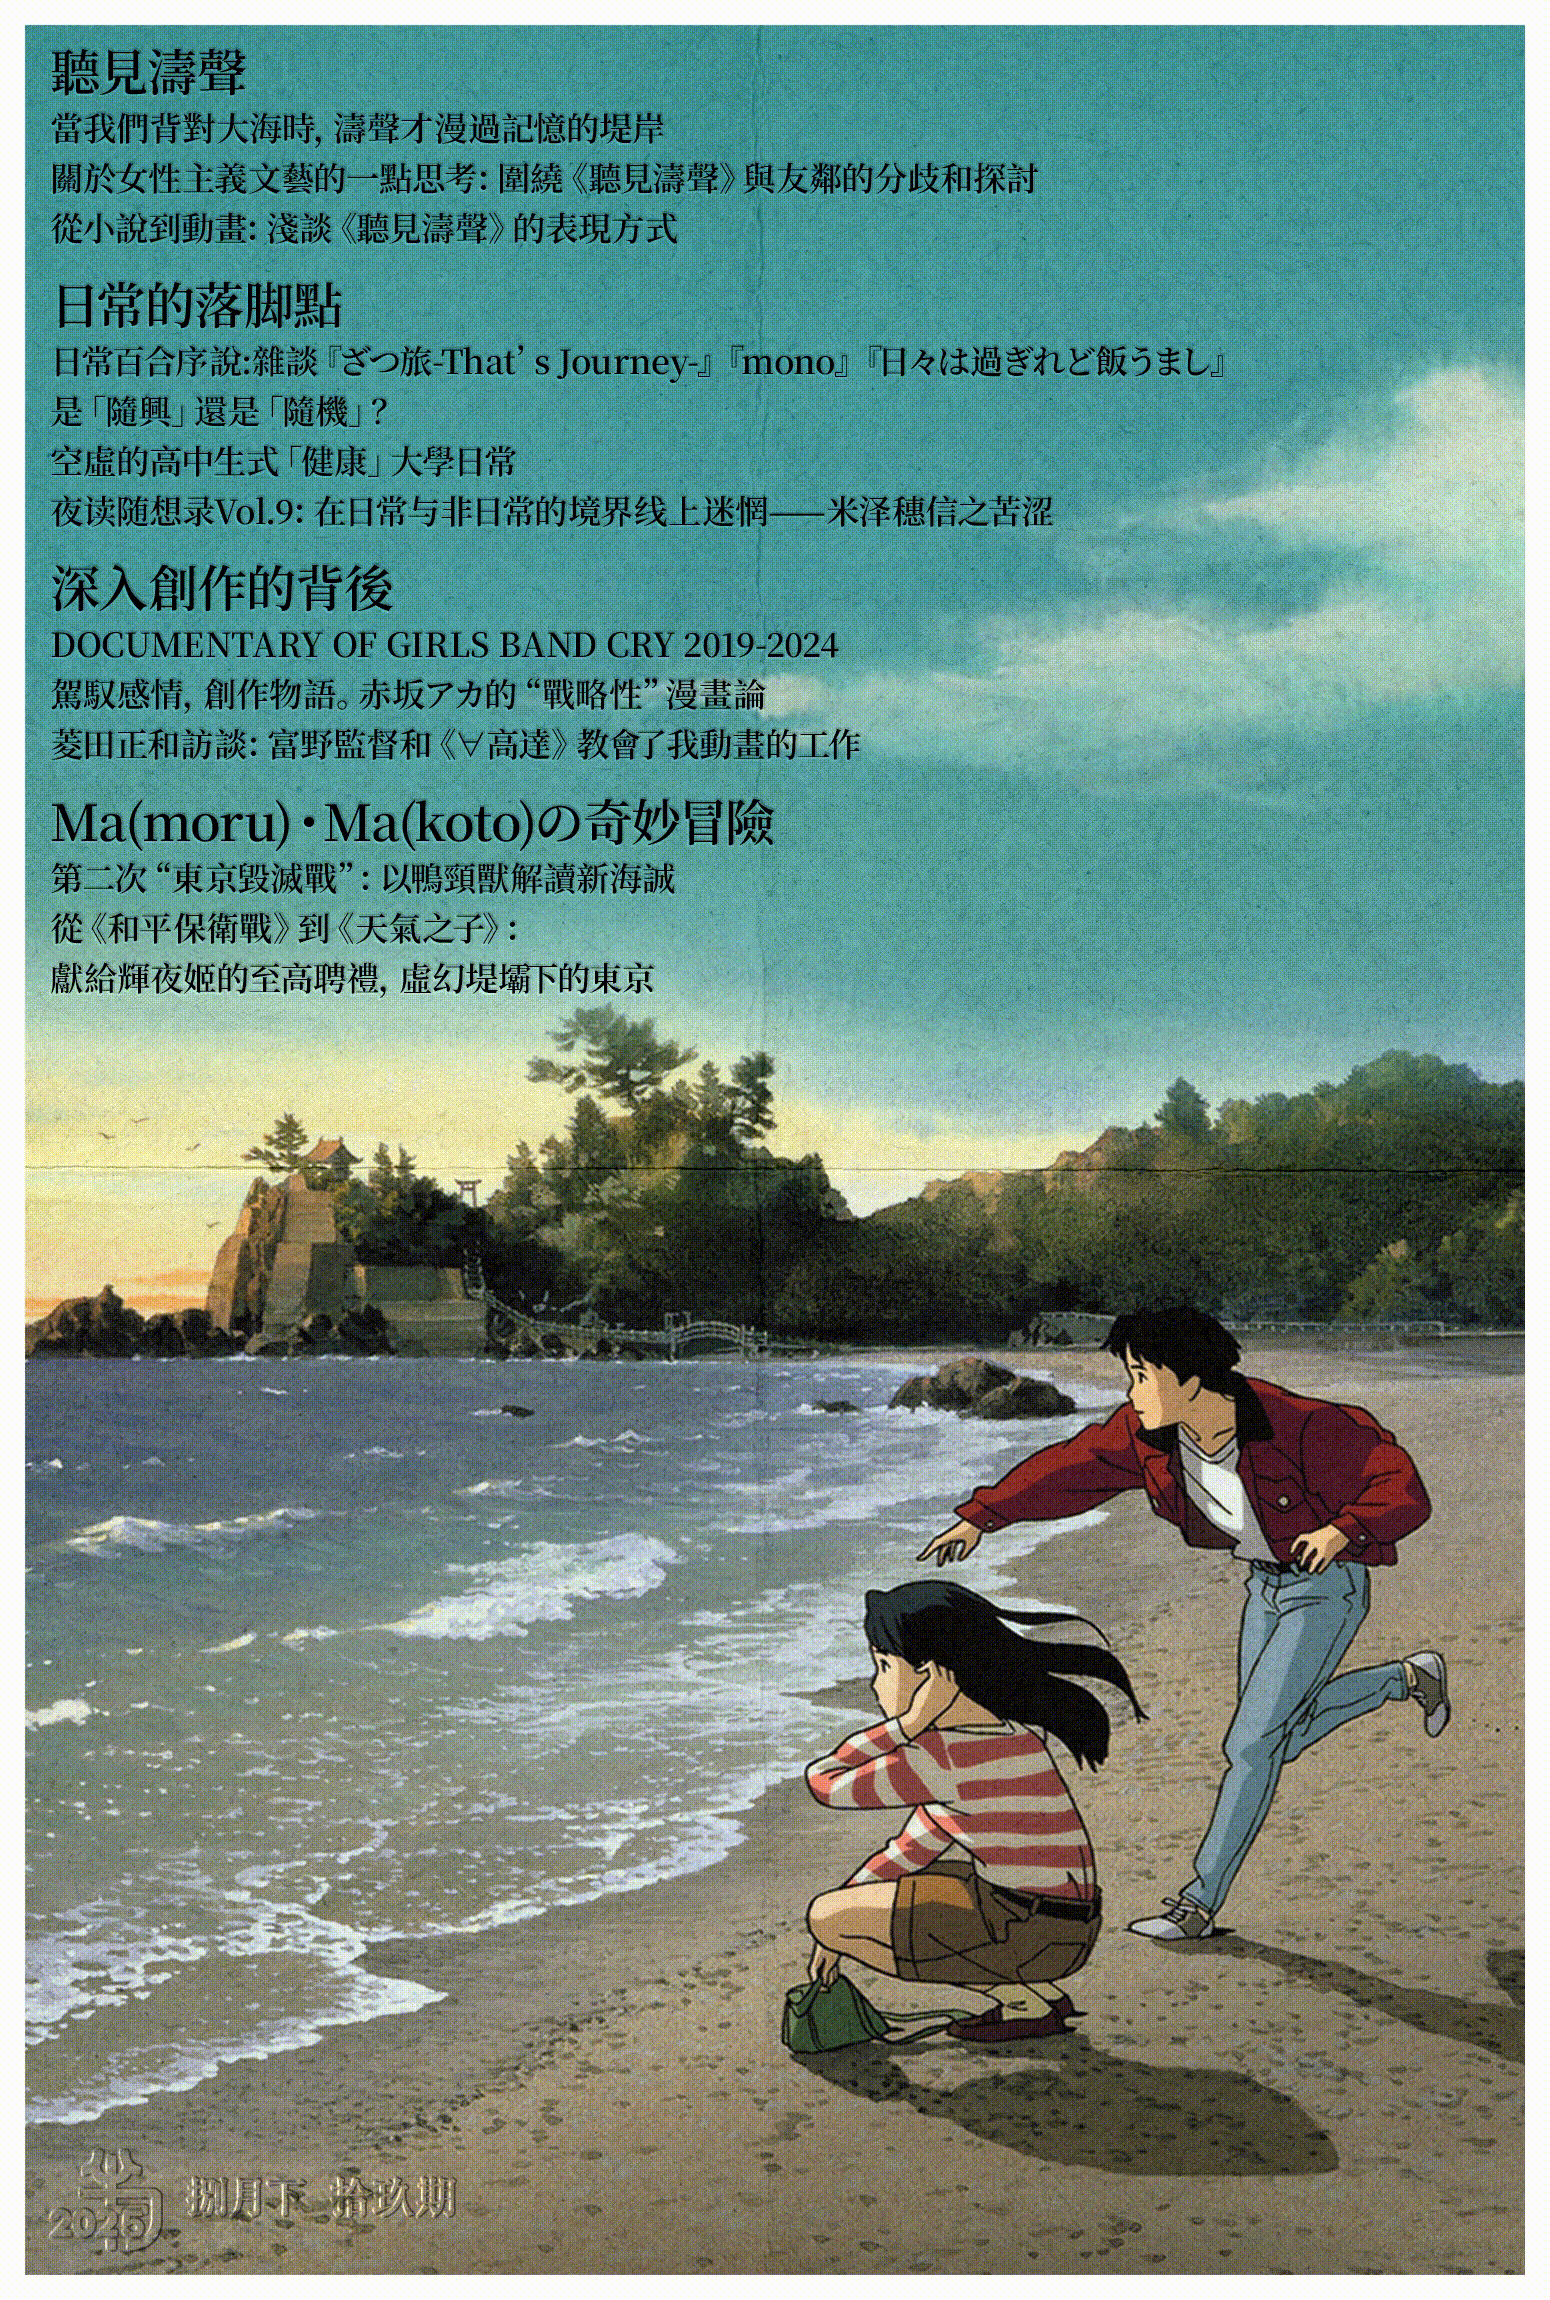 聽見濤聲
當我們背對大海時，濤聲才漫過記憶的堤岸
關於女性主義文藝的一點思考：圍繞《聽見濤聲》與友鄰的分歧和探討
從小說到動畫：淺談《聽見濤聲》的表現方式
日常的落脚點
日常百合序說:雜談『ざつ旅-That’s Journey-』『mono』『日々は過ぎれど飯うまし』
是「隨興」還是「隨機」？
空虛的高中生式「健康」大學日常
夜读随想录Vol.9：在日常与非日常的境界线上迷惘——米泽穗信之苦涩
深入創作的背後
DOCUMENTARY OF GIRLS BAND CRY 2019-2024
駕馭感情，創作物語。赤坂アカ的“戰略性”漫畫論
菱田正和訪談：富野監督和《∀高達》教會了我動畫的工作
Ma(moru)・Ma(koto)の奇妙冒險
第二次“東京毀滅戰”：以鴨頸獸解讀新海誠
從《和平保衛戰》到《天氣之子》：
獻給輝夜姬的至高聘禮，虛幻堤壩下的東京
捌月下 拾玖期